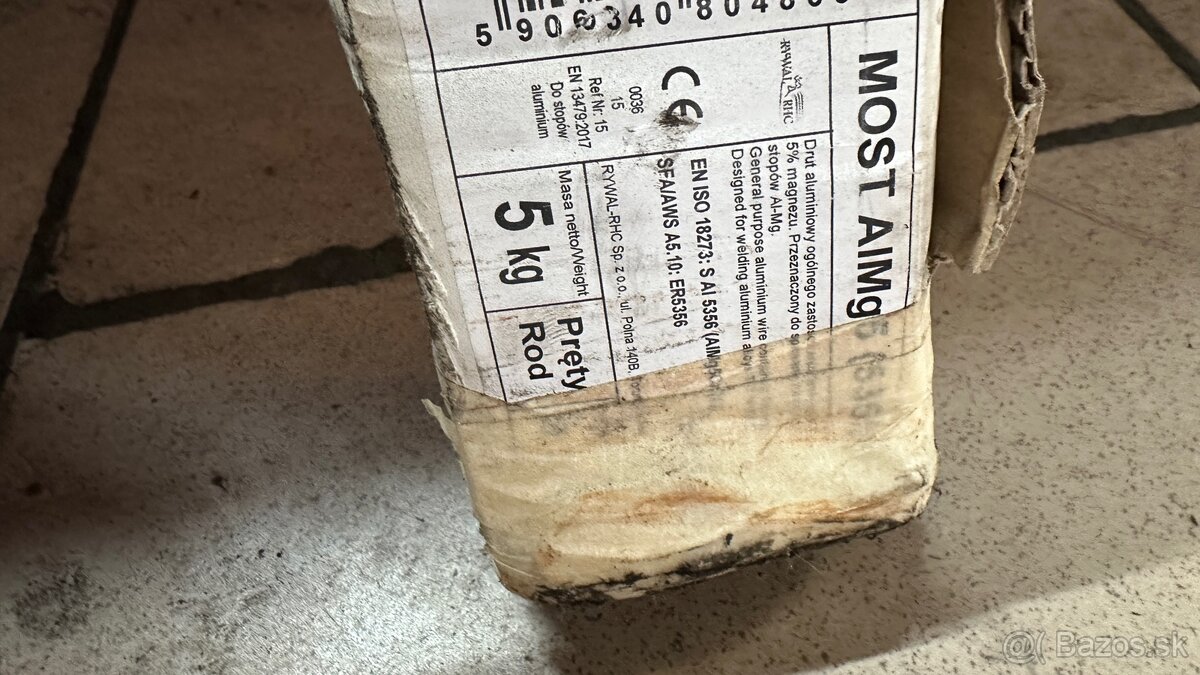 MOST AlMg5
Drut aluminiowy ogólnego
5% magnezu. Przeznaczony do
stopów Al-Mg.
General purpose aluminium wire
Designed for welding aluminium
RYWAL RHC
EN ISO 18273: S Al 5356 (AlMg5
SFA/AWS A5.10: ER5356
CE
0036
15
Ref Nr: 15
EN 13479:2017
Do stopów
aluminium
RYWAL-RHC Sp. z o.o., ul. Polna 140B,
Masa netto/Weight
5 kg
Pręty
Rod
@( Bazos.sk